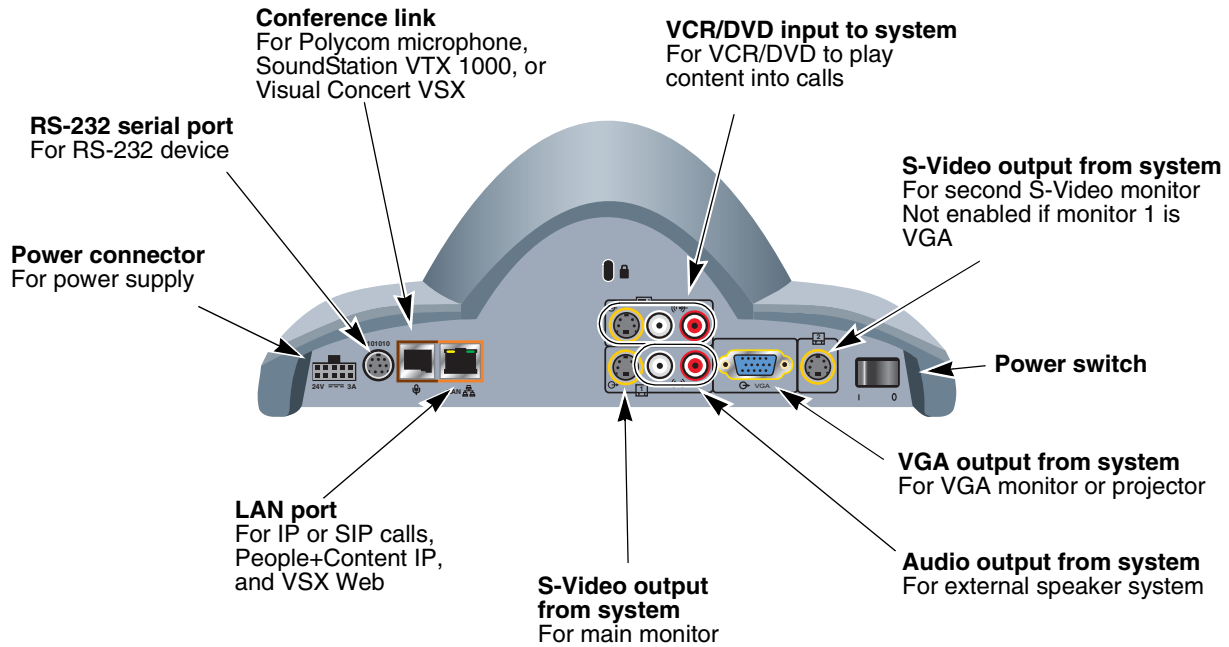 Conference link
For Polycom microphone,
SoundStation VTX 1000, or
Visual Concert VSX
VCR/DVD input to system
For VCR/DVD to play
content into calls
RS-232 serial port
For RS-232 device
S-Video output from system
For second S-Video monitor
Not enabled if monitor 1 is
VGA
Power connector
For power supply
101010
2
24V 3A
LAN
1
VGA
I 0
Power switch
VGA output from system
For VGA monitor or projector
LAN port
For IP or SIP calls,
People+Content IP,
and VSX Web
Audio output from system
For external speaker system
S-Video output
from system
For main monitor